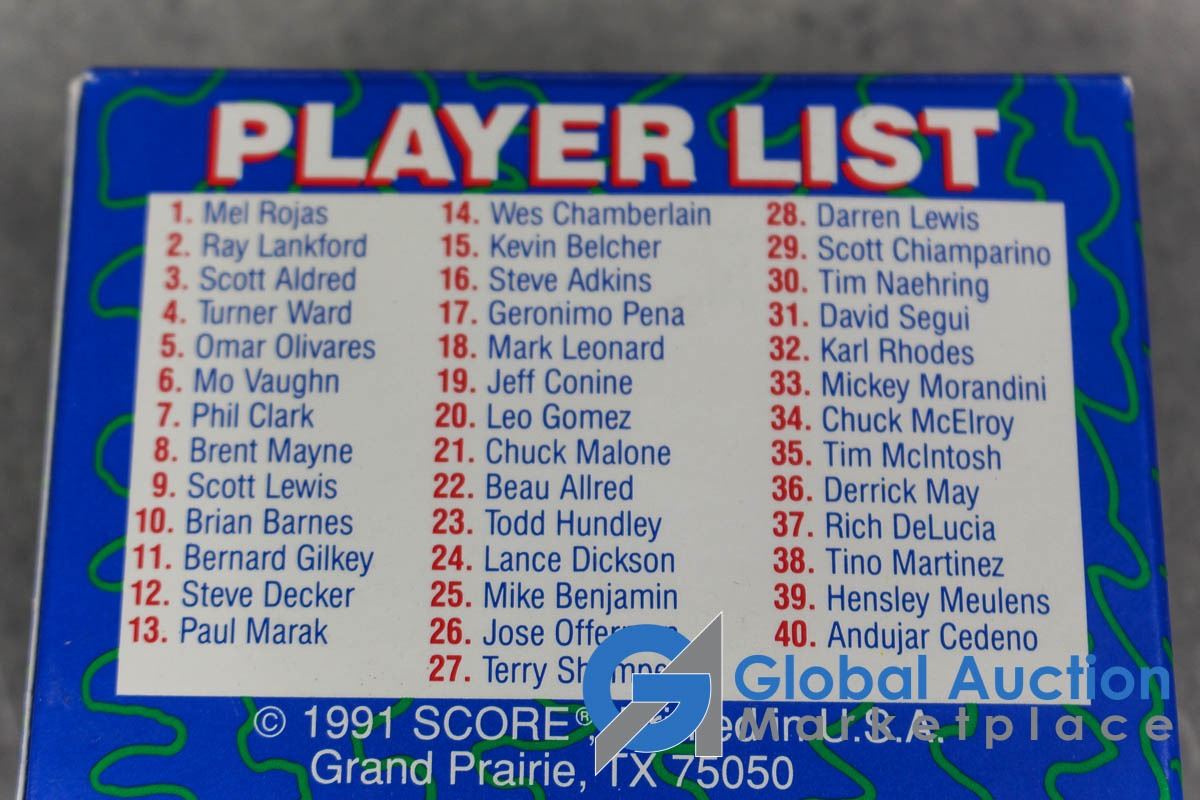 PLAYER LIST
1. Mel Rojas
2. Ray Lankford
3. Scott Aldred
4. Turner Ward
5. Omar Olivares
6. Mo Vaughn
7. Phil Clark
8. Brent Mayne
9. Scott Lewis
10. Brian Barnes
11. Bernard Gilkey
12. Steve Decker
13. Paul Marak
14. Wes Chamberlain
15. Kevin Belcher
16. Steve Adkins
17. Geronimo Pena
18. Mark Leonard
19. Jeff Conine
20. Leo Gomez
21. Chuck Malone
22. Beau Allred
23. Todd Hundley
24. Lance Dickson
25. Mike Benjamin
26. Jose
27. Terry
28. Darren Lewis
29. Scott Chiamparino
30. Tim Naehring
31. David Segui
32. Karl Rhodes
33. Mickey Morandini
34. Chuck McElroy
35. Tim McIntosh
36. Derrick May
37. Rich DeLucia
38. Tino Martinez
39. Hensley Meulens
40. Andujar Cedeno
© 1991 SCORE®, in U.S.A.
Grand Prairie, TX 75050
Global Auction
Marketplace